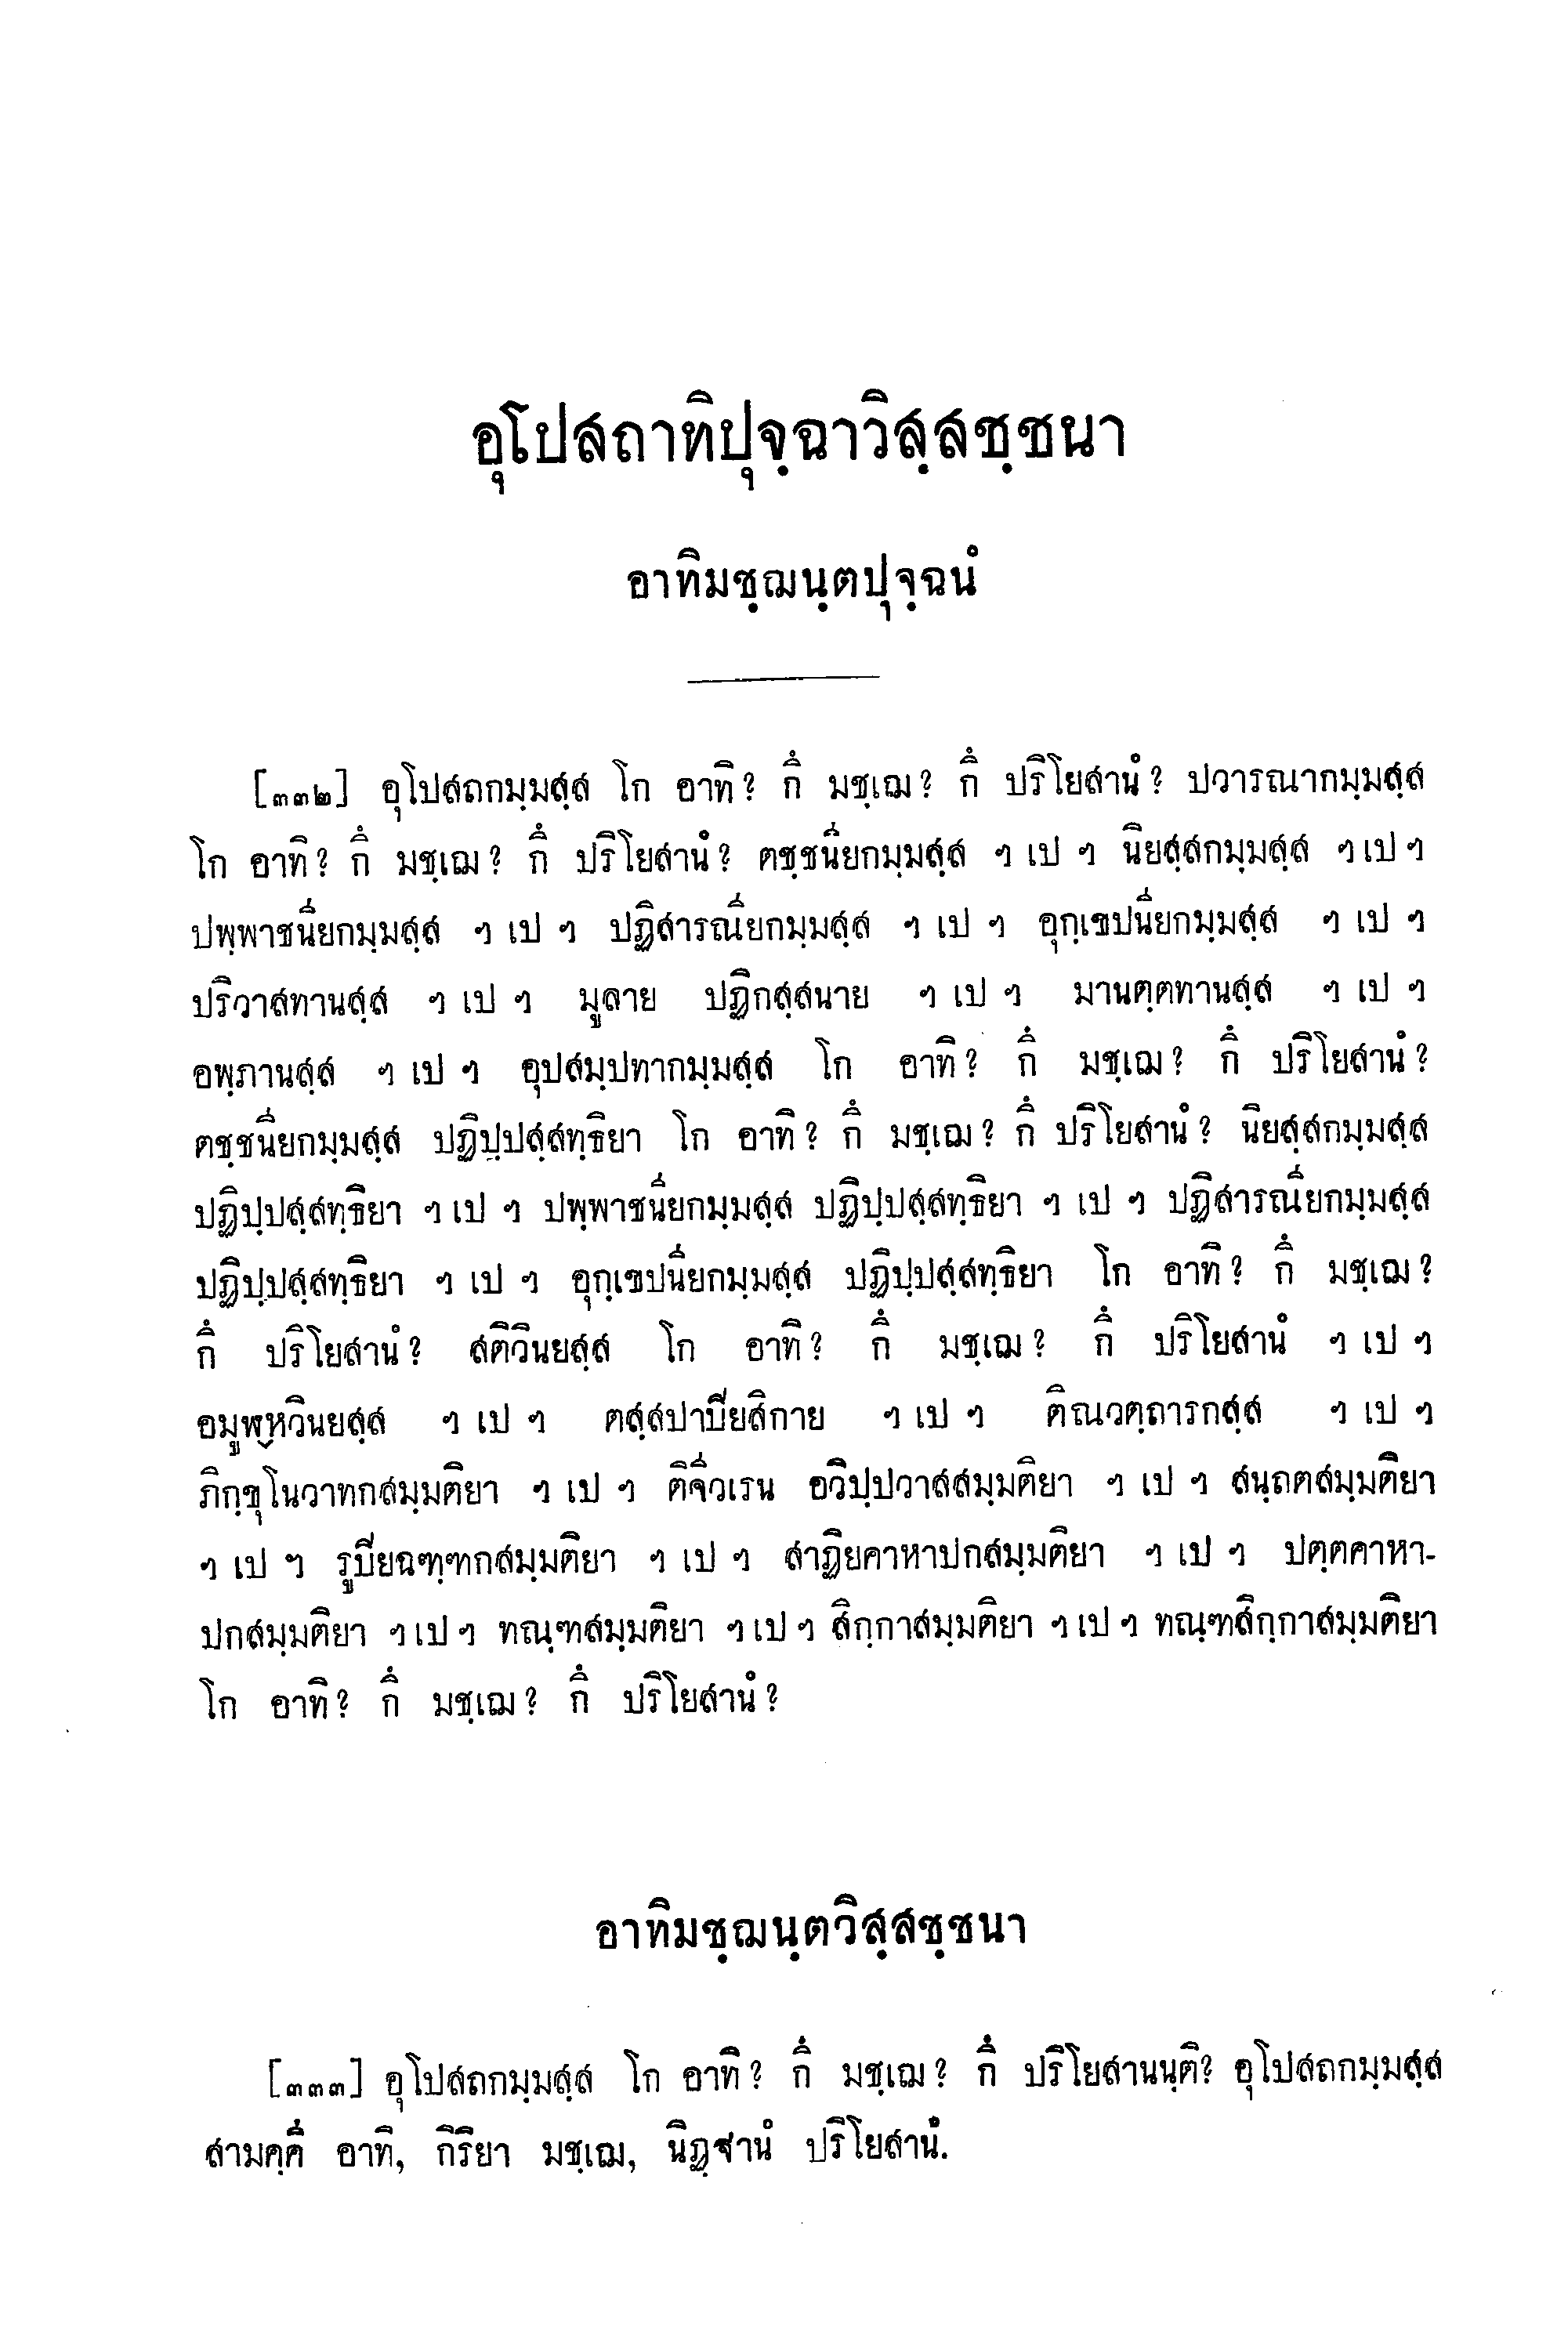 อุโปสถาทิปุจฺฉาวิสฺสชฺชนา
อาทิมชฺฌนฺตปุจฺฉนํ
[๓๓๒] อุโปสถกมฺมสฺส โก อาทิ? กึ มชฺเฌ? กึ ปริโยสานํ? ปวารณากมฺมสฺส
โก อาทิ? กึ มชฺเฌ? กึ ปริโยสานํ? ตชฺชนียกมฺมสฺส ฯ เป ฯ นิยสฺสกมฺมสฺส ฯ เป ฯ
ปพฺพาชนียกมฺมสฺส ฯ เป ฯ ปฏิสารณียกมฺมสฺส ฯ เป ฯ อุกฺเขปนียกมฺมสฺส ฯ เป ฯ
ปริวาสทานสฺส ฯ เป ฯ มูลาย ปฏิกสฺสนาย ฯ เป ฯ มานตฺตทานสฺส ฯ เป ฯ
อพฺภานสฺส ฯ เป ฯ อุปสมฺปทากมฺมสฺส โก อาทิ? กึ มชฺเฌ? กึ ปริโยสานํ?
ตชฺชนียกมฺมสฺส ปฏิปฺปสฺสทฺธิยา โก อาทิ? กึ มชฺเฌ? กึ ปริโยสานํ? นิยสฺสกมฺมสฺส
ปฏิปฺปสฺสทฺธิยา ฯ เป ฯ ปพฺพาชนียกมฺมสฺส ปฏิปฺปสฺสทฺธิยา ฯ เป ฯ ปฏิสารณียกมฺมสฺส
ปฏิปฺปสฺสทฺธิยา ฯ เป ฯ อุกฺเขปนียกมฺมสฺส ปฏิปฺปสฺสทฺธิยา โก อาทิ? กึ มชฺเฌ?
กึ ปริโยสานํ? สติวินยสฺส โก อาทิ? กึ มชฺเฌ? กึ ปริโยสานํ ฯ เป ฯ
อมูฬฺหวินยสฺส ฯ เป ฯ ตสฺสปาปิยสิกาย ฯ เป ฯ ติณวตฺถารกสฺส ฯ เป ฯ
ภิกฺขุโนวาทกสมฺมติยา ฯ เป ฯ ติจีวเรน อวิปฺปวาสสมฺมติยา ฯ เป ฯ สนฺถตสมฺมติยา
ฯ เป ฯ รูปียฉฑฺฑกสมฺมติยา ฯ เป ฯ สาฏิยคาหาปกสมฺมติยา ฯ เป ฯ ปตฺตคาหา-
ปกสมฺมติยา ฯ เป ฯ ทณฺฑสมฺมติยา ฯ เป ฯ สิกฺกาสมฺมติยา ฯ เป ฯ ทณฺฑสิกฺกาสมฺมติยา
โก อาทิ? กึ มชฺเฌ? กึ ปริโยสานํ?
อาทิมชฺฌนฺตวิสฺสชฺชนา
[๓๓๓] อุโปสถกมฺมสฺส โก อาทิ? กึ มชฺเฌ? กึ ปริโยสานนฺติ? อุโปสถกมฺมสฺส
สามคฺคี อาทิ, กิริยา มชฺเฌ, นิฏฺฐานํ ปริโยสานํ.